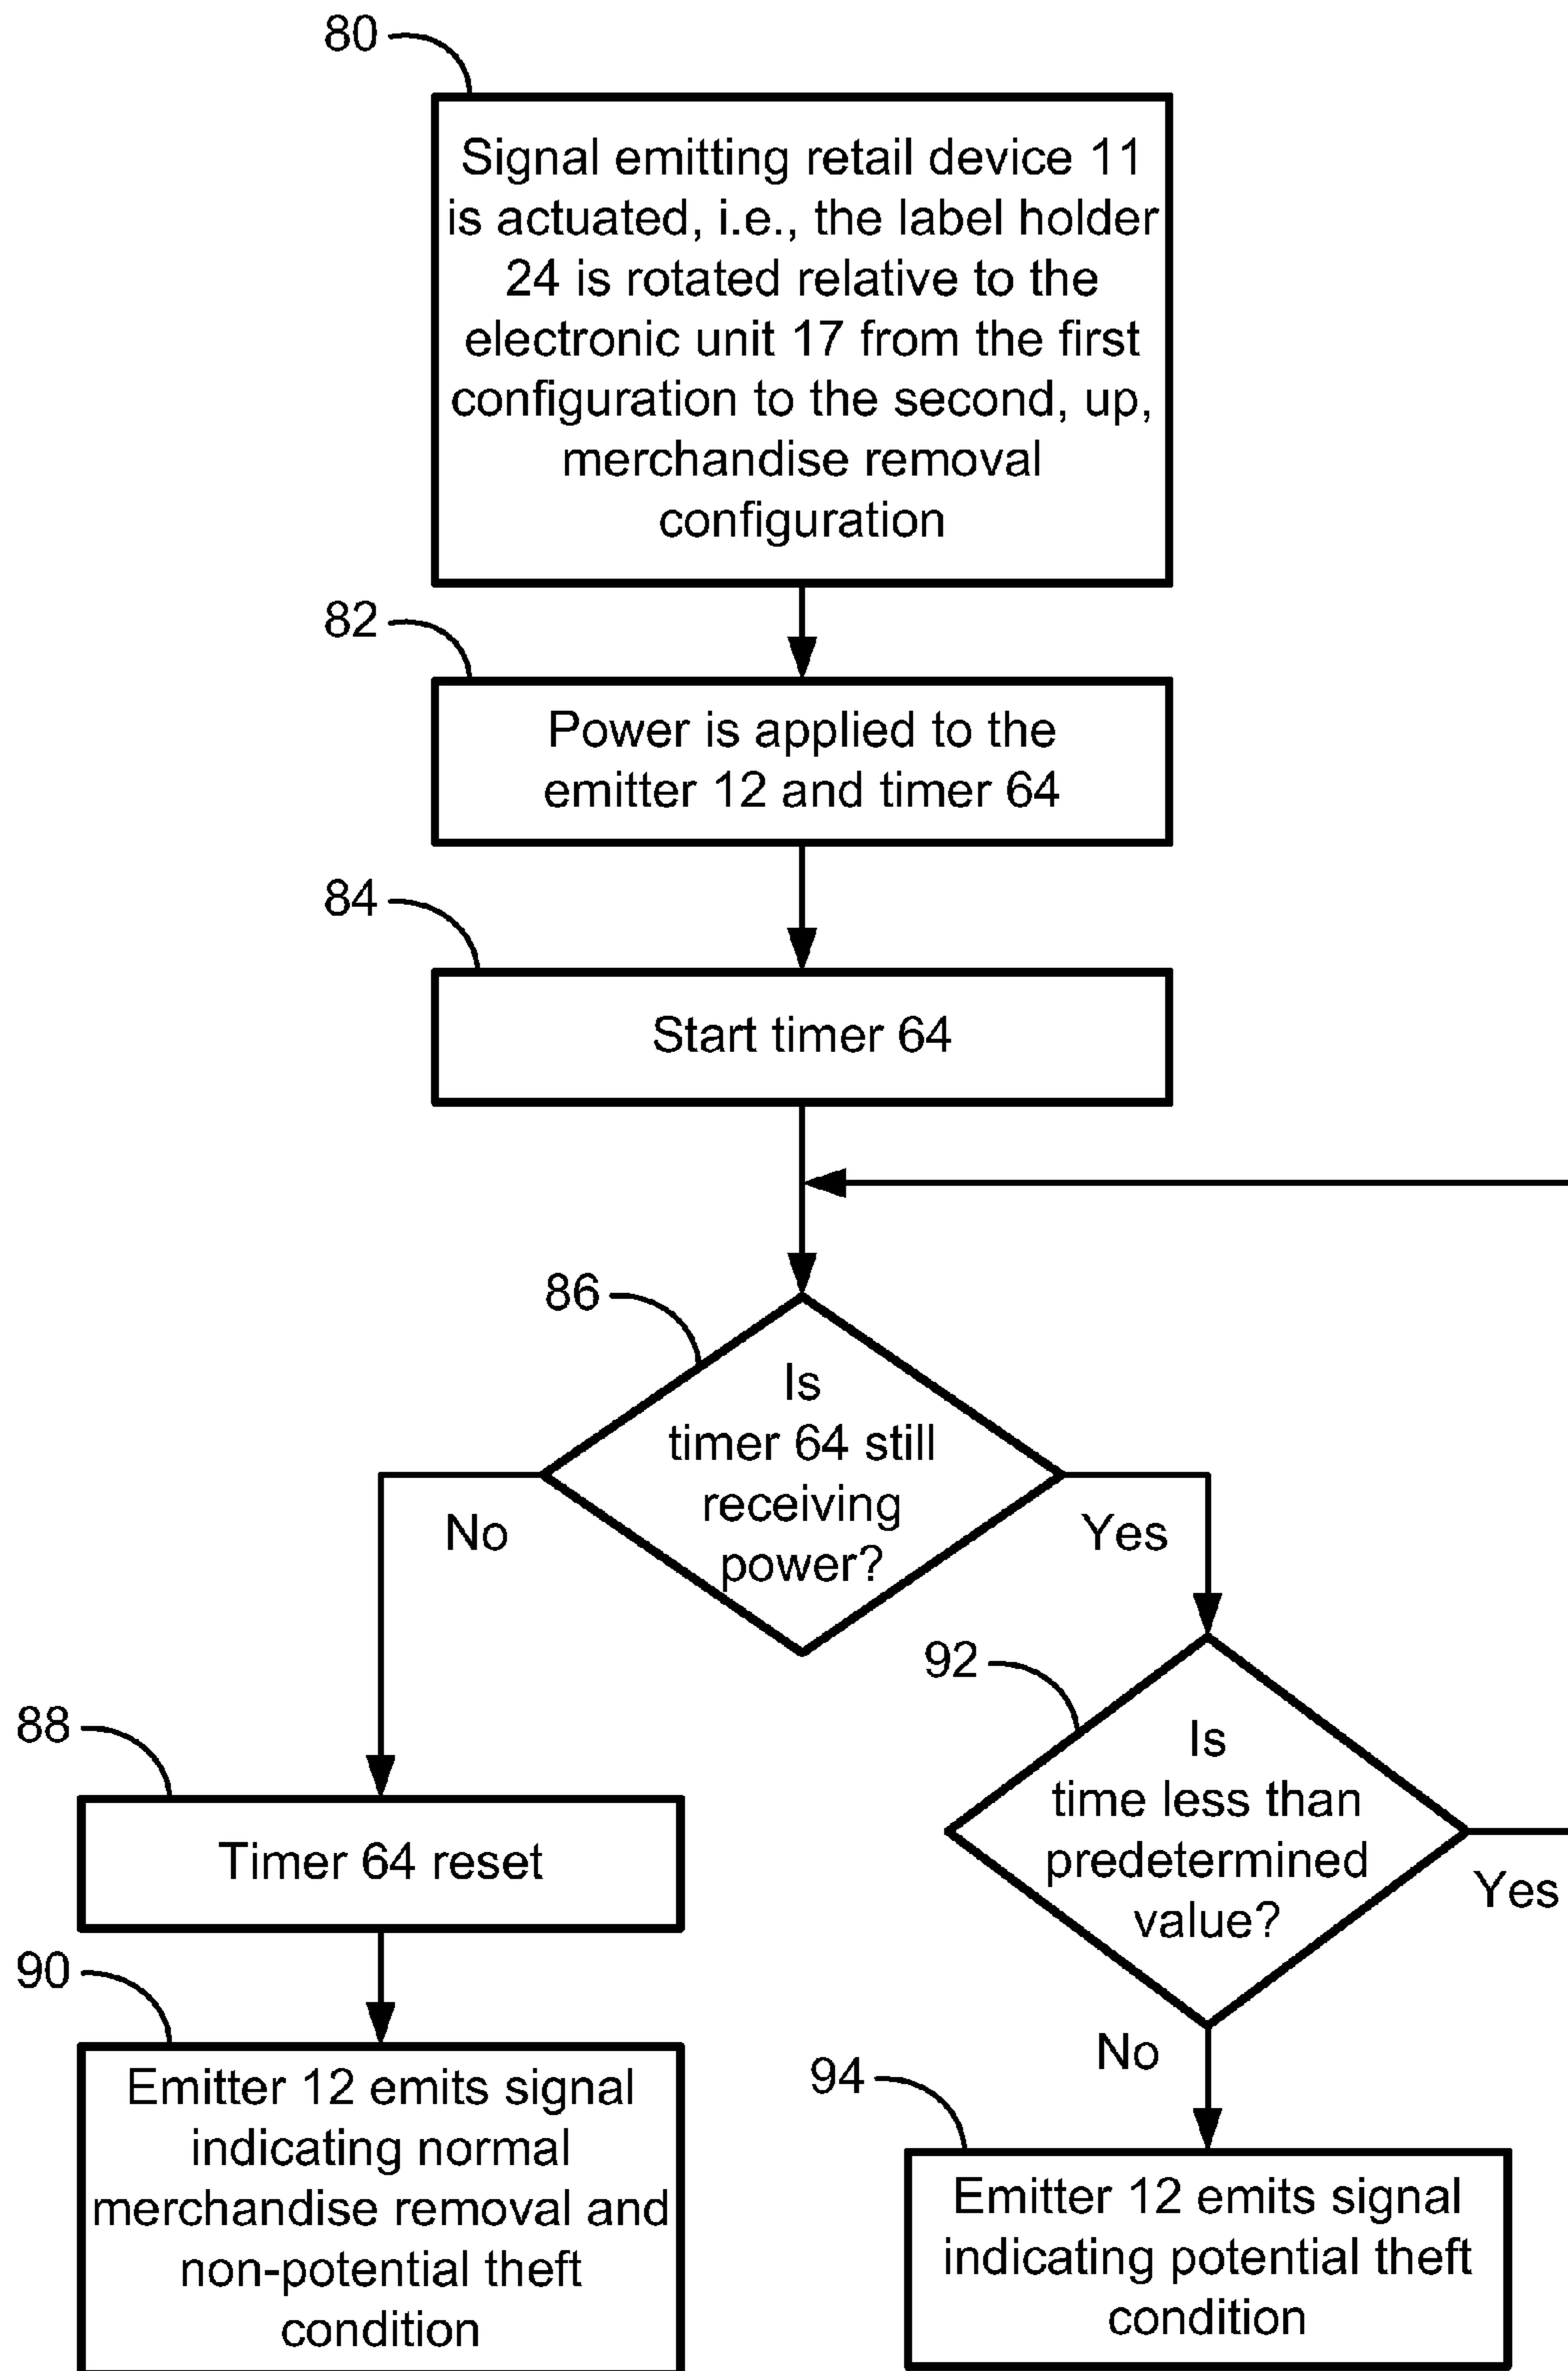 80
Signal emitting retail device 11
is actuated, i.e., the label holder
24 is rotated relative to the
electronic unit 17 from the first
configuration to the second, up,
merchandise removal
configuration
82
Power is applied to the
emitter 12 and timer 64
84
Start timer 64
86
Is
timer 64 still
receiving
power?
No
Yes
88
Timer 64 reset
90
Emitter 12 emits signal
indicating normal
merchandise removal and
non-potential theft
condition
92
Is
time less than
predetermined
value?
Yes
No
94
Emitter 12 emits signal
indicating potential theft
condition